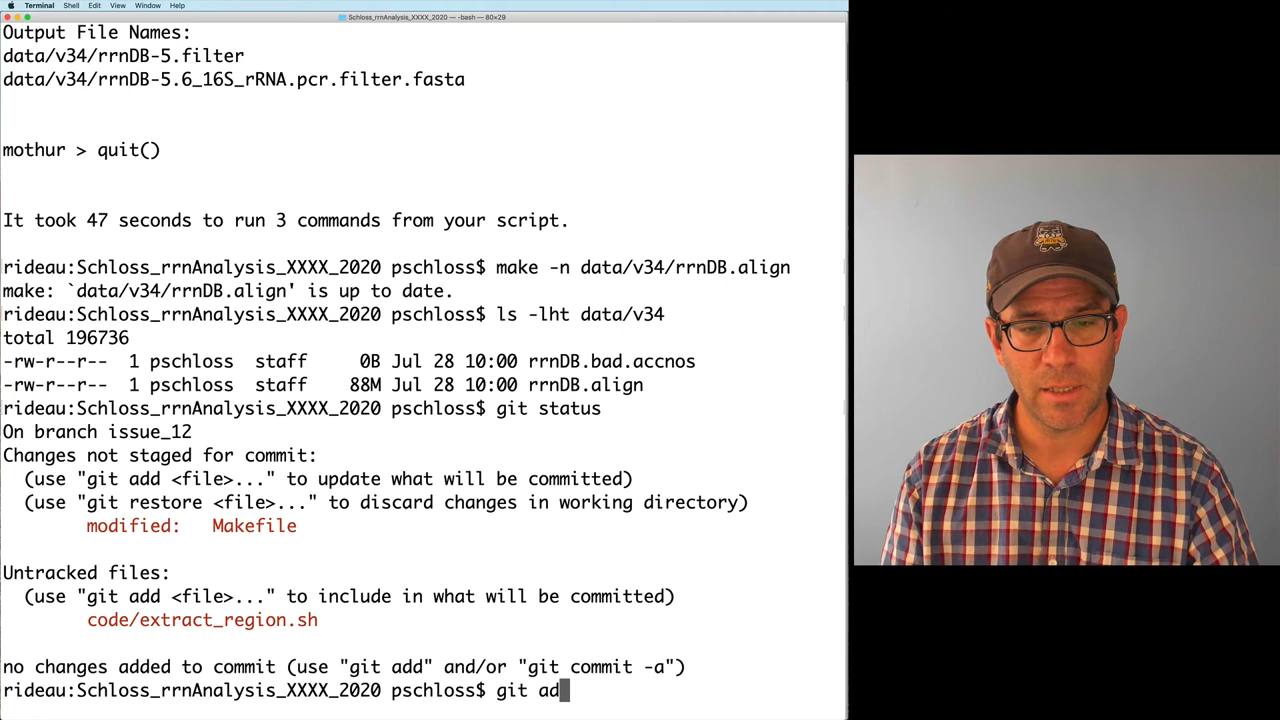 Terminal Shell Edit View Window Help
Schloss_rrnAnalysis_XXXX_2020 — -bash — 80×29
Output File Names:
data/v34/rrnDB-5.filter
data/v34/rrnDB-5.6_16S_rRNA.pcr.filter.fasta
mothur > quit()
It took 47 seconds to run 3 commands from your script.
rideau:Schloss_rrnAnalysis_XXXX_2020 pschloss$ make -n data/v34/rrnDB.align
make: `data/v34/rrnDB.align' is up to date.
rideau:Schloss_rrnAnalysis_XXXX_2020 pschloss$ ls -lht data/v34
total 196736
-rw-r--r-- 1 pschloss staff 0B Jul 28 10:00 rrnDB.bad.accnos
-rw-r--r-- 1 pschloss staff 88M Jul 28 10:00 rrnDB.align
rideau:Schloss_rrnAnalysis_XXXX_2020 pschloss$ git status
On branch issue_12
Changes not staged for commit:
(use "git add <file>..." to update what will be committed)
(use "git restore <file>..." to discard changes in working directory)
modified: Makefile
Untracked files:
(use "git add <file>..." to include in what will be committed)
code/extract_region.sh
no changes added to commit (use "git add" and/or "git commit -a")
rideau:Schloss_rrnAnalysis_XXXX_2020 pschloss$ git ad